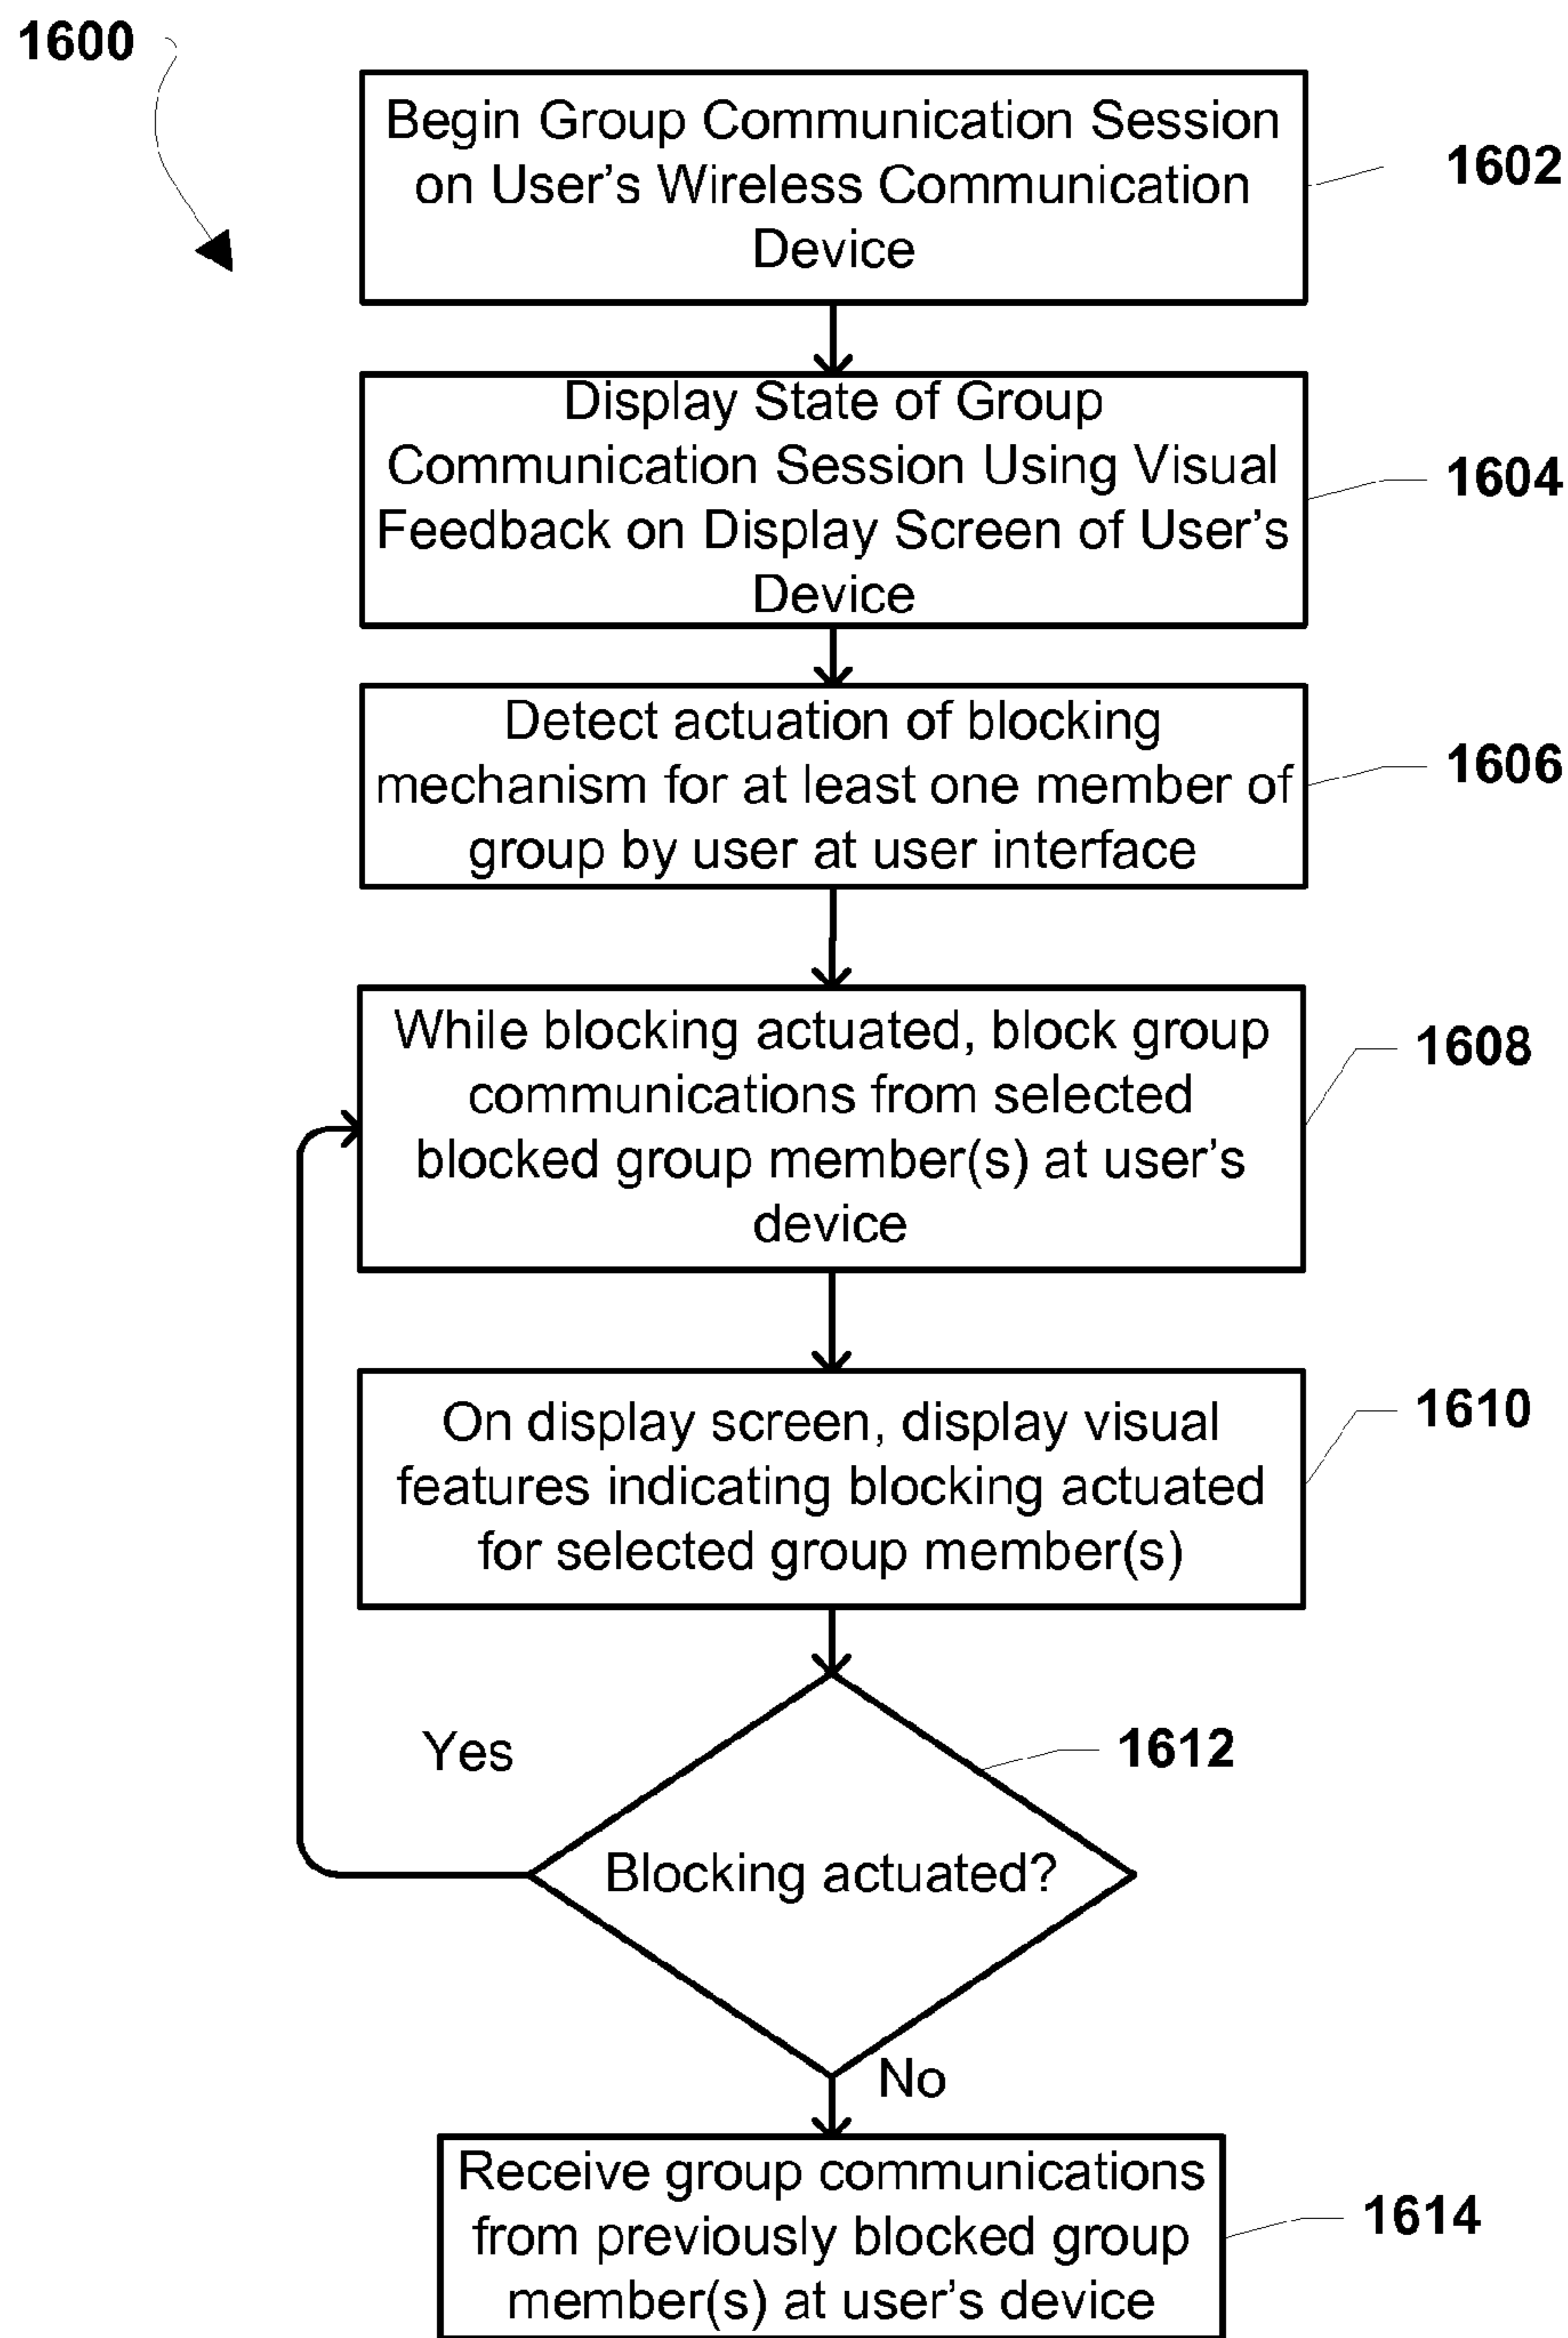 1600
Begin Group Communication Session
on User's Wireless Communication
Device
1602
Display State of Group
Communication Session Using Visual
Feedback on Display Screen of User's
Device
1604
Detect actuation of blocking
mechanism for at least one member of
group by user at user interface
1606
While blocking actuated, block group
communications from selected
blocked group member(s) at user's
device
1608
On display screen, display visual
features indicating blocking actuated
for selected group member(s)
1610
Yes
1612
Blocking actuated?
No
Receive group communications
from previously blocked group
member(s) at user's device
1614